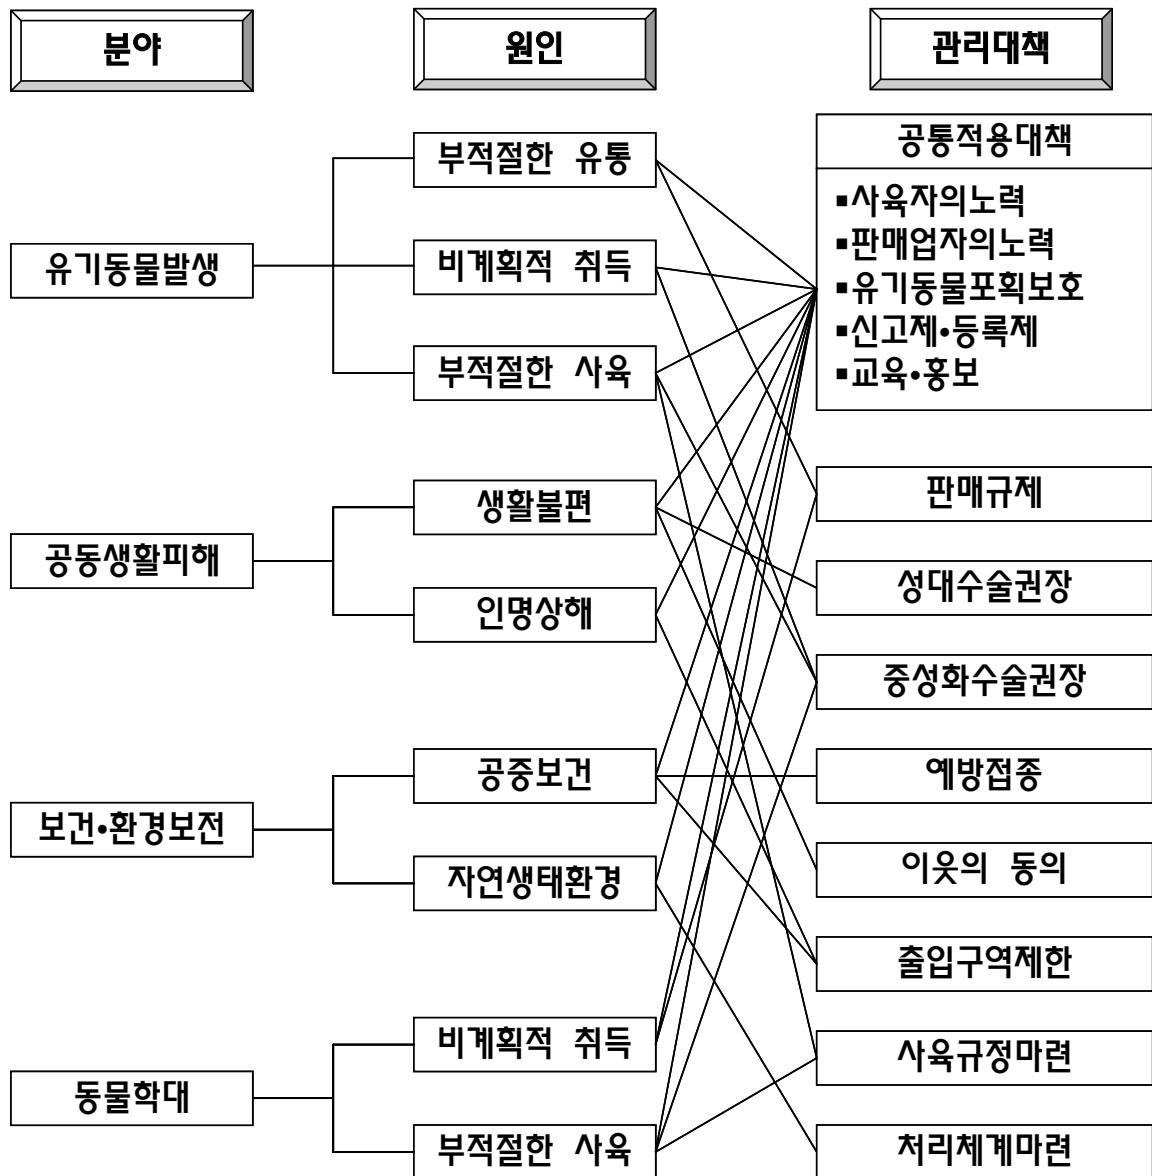 분야
원인
관리대책
유기동물발생
공동생활피해
보건•환경보전
동물학대
부적절한 유통
비계획적 취득
부적절한 사육
생활불편
인명상해
공중보건
자연생태환경
비계획적 취득
부적절한 사육
공통적용대책
▪사육자의노력
▪판매업자의노력
▪유기동물포획보호
▪신고제•등록제
▪교육•홍보
판매규제
성대수술권장
중성화수술권장
예방접종
이웃의 동의
출입구역제한
사육규정마련
처리체계마련